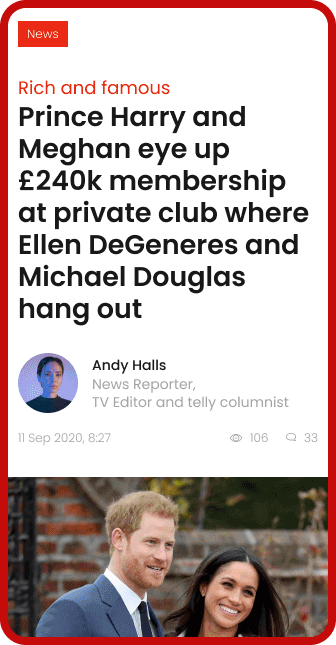 News
Rich and famous
Prince Harry and
Meghan eye up
£240k membership
at private club where
Ellen DeGeneres and
Michael Douglas
hang out
Andy Halls
News Reporter,
TV Editor and telly columnist
11 Sep 2020, 8:27 106 33